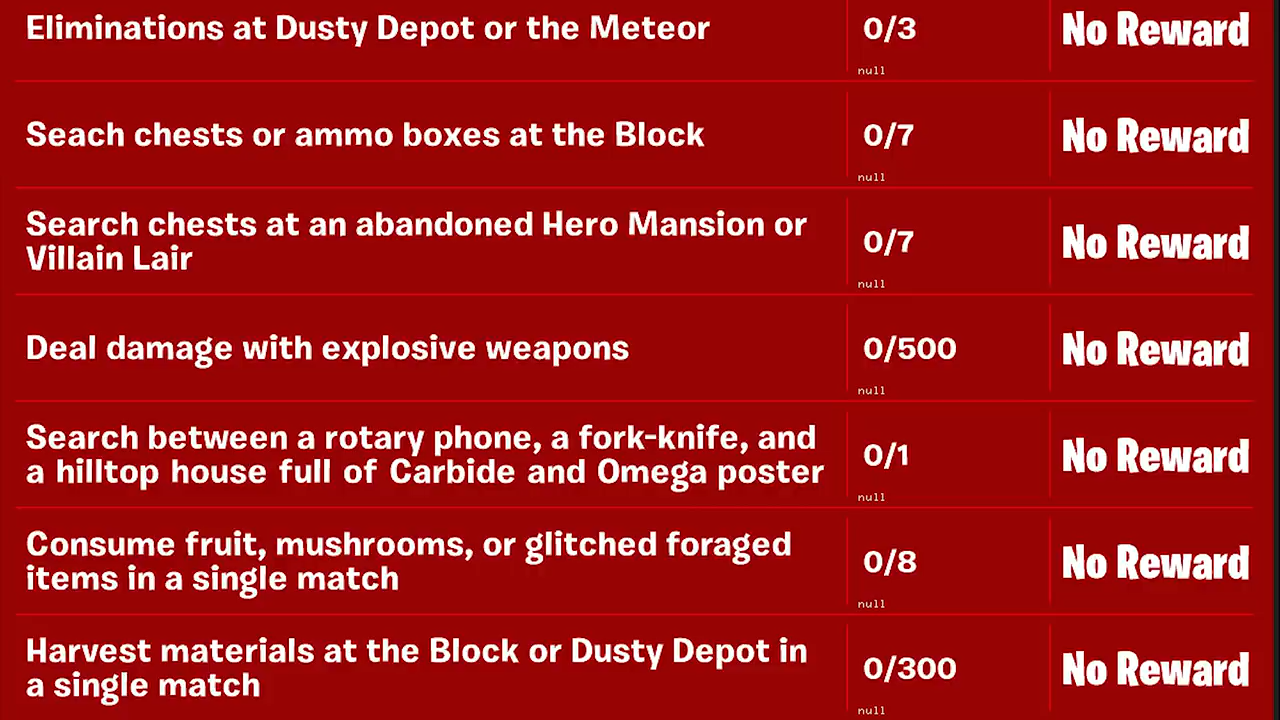 Eliminations at Dusty Depot or the Meteor
0/3
No Reward
null
Seach chests or ammo boxes at the Block
0/7
No Reward
null
Search chests at an abandoned Hero Mansion or
Villain Lair
0/7
No Reward
null
Deal damage with explosive weapons
0/500
No Reward
null
Search between a rotary phone, a fork-knife, and
a hilltop house full of Carbide and Omega poster
0/1
No Reward
null
Consume fruit, mushrooms, or glitched foraged
items in a single match
0/8
No Reward
null
Harvest materials at the Block or Dusty Depot in
a single match
0/300
No Reward
null